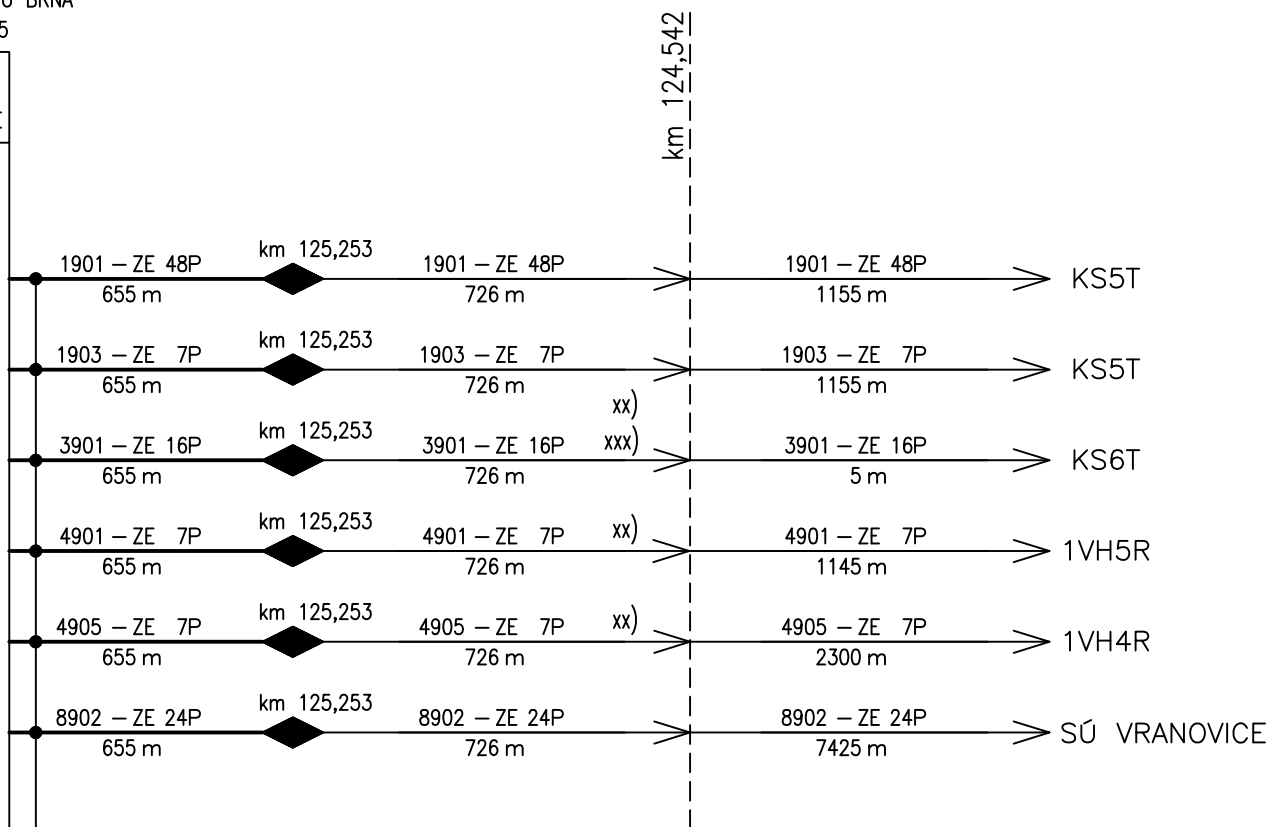 BRNA
5
km 124,542
1901 – ZE 48P km 125,253 1901 – ZE 48P 1901 – ZE 48P
655 m 726 m 1155 m KS5T
1903 – ZE 7P km 125,253 1903 – ZE 7P 1903 – ZE 7P
655 m 726 m 1155 m KS5T
xx)
3901 – ZE 16P km 125,253 3901 – ZE 16P xxx) 3901 – ZE 16P
655 m 726 m 5 m KS6T
4901 – ZE 7P km 125,253 4901 – ZE 7P xx) 4901 – ZE 7P
655 m 726 m 1145 m 1VH5R
4905 – ZE 7P km 125,253 4905 – ZE 7P xx) 4905 – ZE 7P
655 m 726 m 2300 m 1VH4R
8902 – ZE 24P km 125,253 8902 – ZE 24P 8902 – ZE 24P
655 m 726 m 7425 m SÚ VRANOVICE